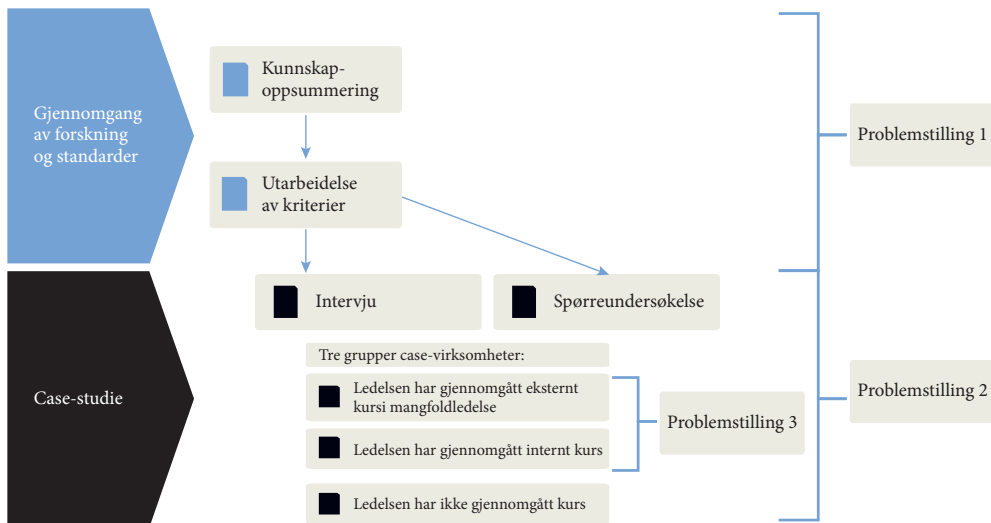 Gjennomgang
av forskning
og standarder
Kunnskap-
oppsummering
Utarbeidelse
av kriterier
Problemstilling 1
Case-studie
Intervju
Spørreundersøkelse
Tre grupper case-virksomheter:
Ledelsen har gjennomgått eksternt
kursi mangfoldledelse
Ledelsen har gjennomgått internt kurs
Ledelsen har ikke gjennomgått kurs
Problemstilling 3
Problemstilling 2